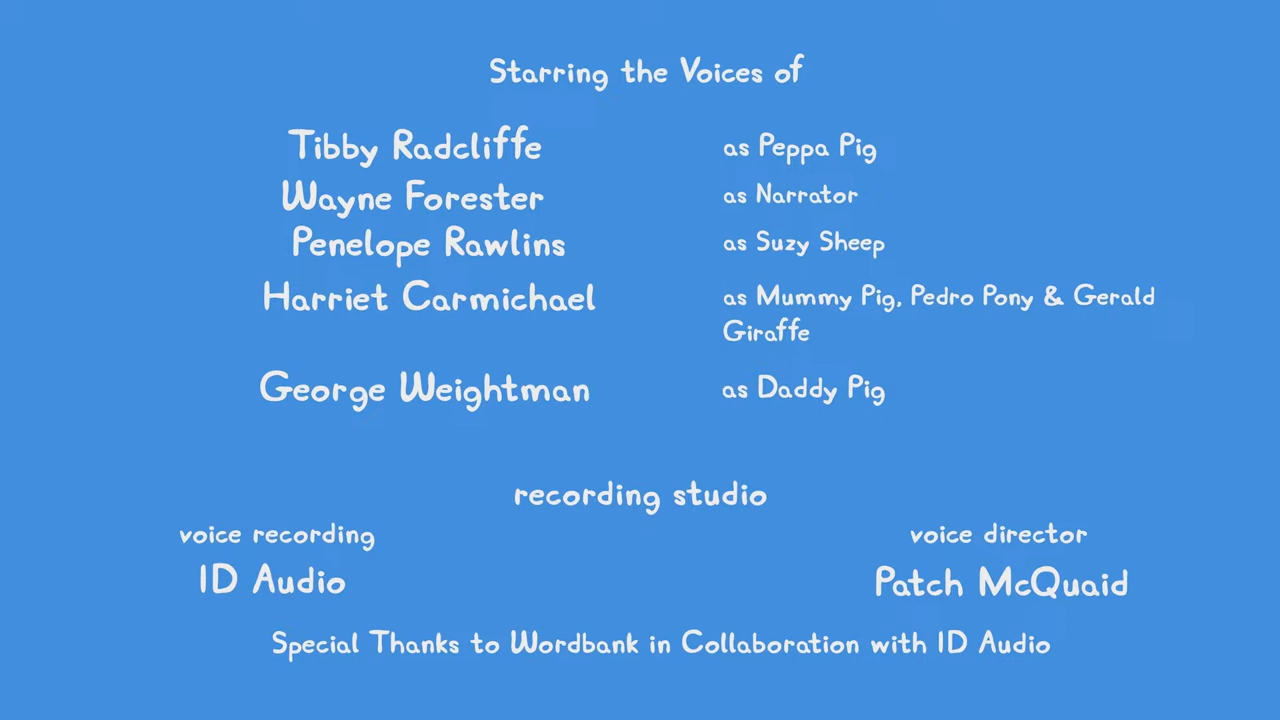 Starring the Voices of
Tibby Radcliffe as Peppa Pig
Wayne Forester as Narrator
Penelope Rawlins as Suzy Sheep
Harriet Carmichael as Mummy Pig, Pedro Pony & Gerald
Giraffe
George Weightman as Daddy Pig
recording studio
voice recording voice director
ID Audio Patch McQuaid
Special Thanks to Wordbank in Collaboration with ID Audio